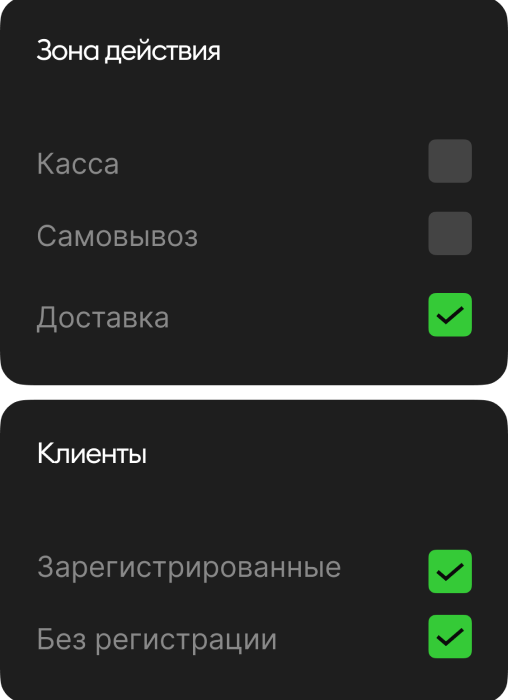 Зона действия
Касса
Самовывоз
Доставка
Клиенты
Зарегистрированные
Без регистрации